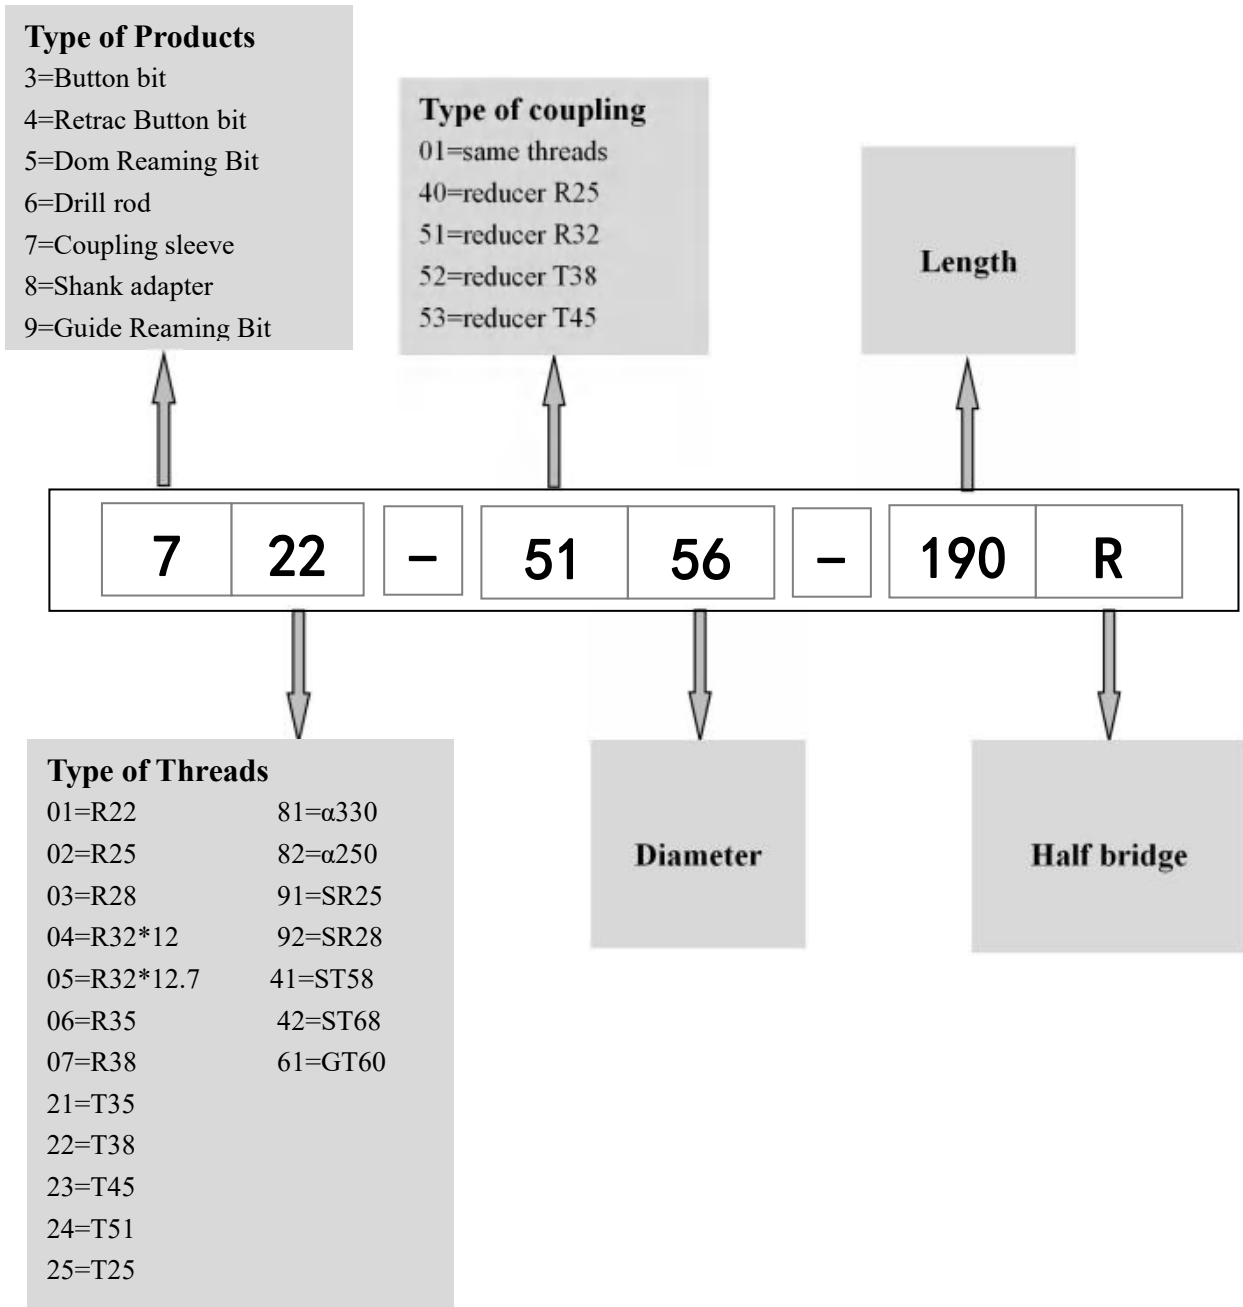 Type of Products
3=Button bit
4=Retrac Button bit
5=Dom Reaming Bit
6=Drill rod
7=Coupling sleeve
8=Shank adapter
9=Guide Reaming Bit
Type of coupling
01=same threads
40=reducer R25
51=reducer R32
52=reducer T38
53=reducer T45
Length
7 22 - 51 56 - 190 R
Type of Threads
01=R22 81=α330
02=R25 82=α250
03=R28 91=SR25
04=R32*12 92=SR28
05=R32*12.7 41=ST58
06=R35 42=ST68
07=R38 61=GT60
21=T35
22=T38
23=T45
24=T51
25=T25
Diameter
Half bridge